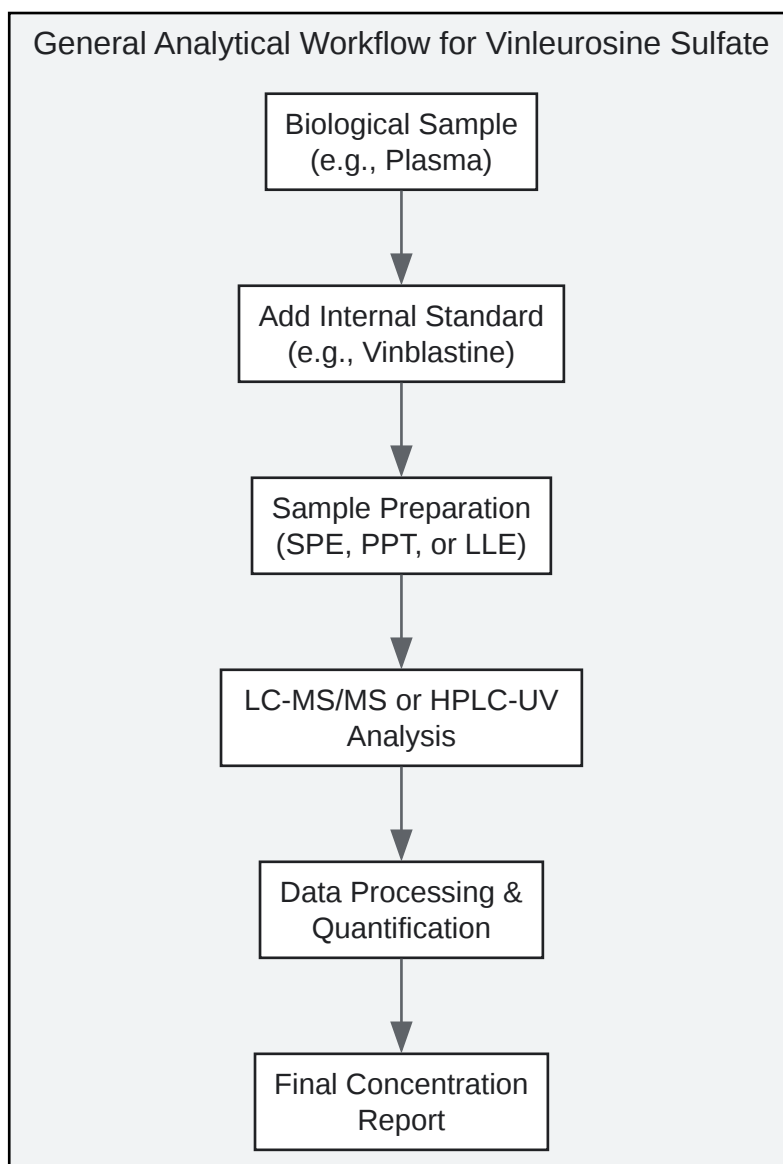 General Analytical Workflow for Vinleurosine Sulfate
Biological Sample
(e.g., Plasma)
Add Internal Standard
(e.g., Vinblastine)
Sample Preparation
(SPE, PPT, or LLE)
LC-MS/MS or HPLC-UV
Analysis
Data Processing &
Quantification
Final Concentration
Report